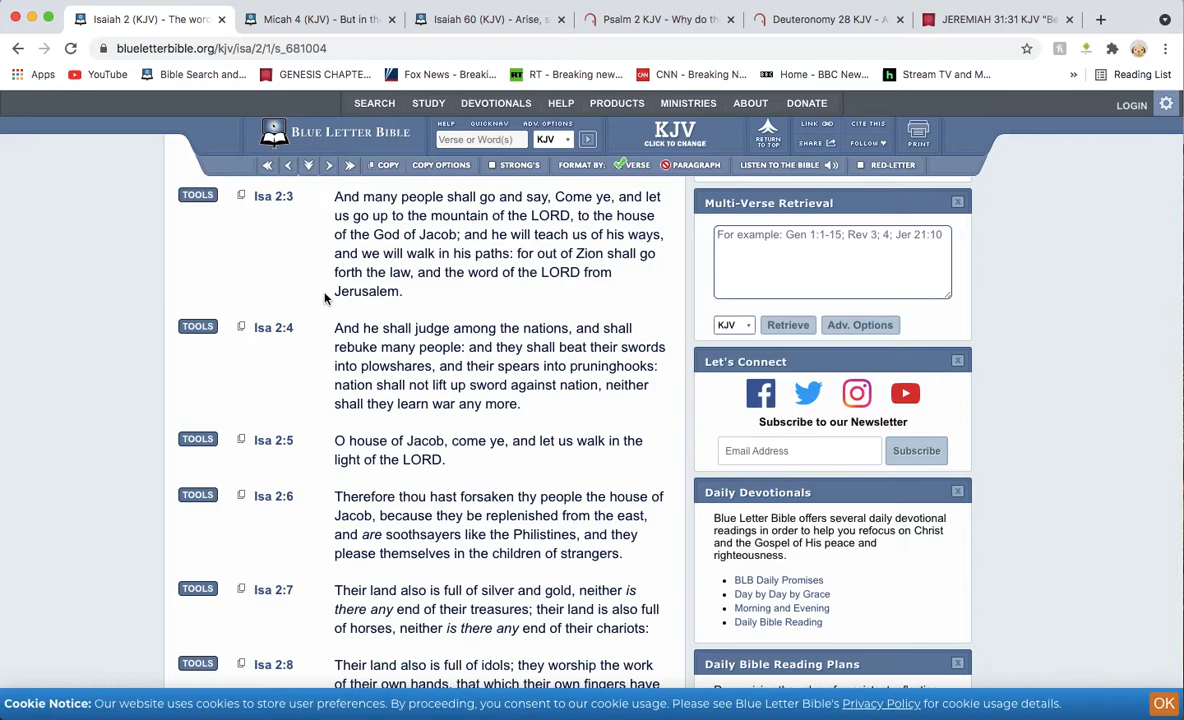 Isaiah 2 (KJV) - The wor
Micah 4 (KJV) - But in th
Isaiah 60 (KJV) - Arise, s
Psalm 2 KJV - Why do th
Deuteronomy 28 KJV - A
JEREMIAH 31:31 KJV "Be
blueletterbible.org/kjv/isa/2/1/s_681004
Apps
YouTube
Bible Search and...
GENESIS CHAPTE...
Fox News - Breaki...
RT - Breaking new...
CNN - Breaking N...
Home - BBC New...
Stream TV and M...
»
Reading List
SEARCH STUDY DEVOTIONALS HELP PRODUCTS MINISTRIES ABOUT DONATE
LOGIN
BLUE LETTER BIBLE
HELP QUICKNAV ADV. OPTIONS
Verse or Word(s)
KJV
KJV
CLICK TO CHANGE
RETURN
TO TOP
LINK
CITE THIS
SHARE
FOLLOW
PRINT
COPY
COPY OPTIONS
STRONG'S
FORMAT BY:
VERSE
PARAGRAPH
LISTEN TO THE BIBLE
RED-LETTER
TOOLS
Isa 2:3
And many people shall go and say, Come ye, and let
us go up to the mountain of the LORD, to the house
of the God of Jacob; and he will teach us of his ways,
and we will walk in his paths: for out of Zion shall go
forth the law, and the word of the LORD from
Jerusalem.
TOOLS
Isa 2:4
And he shall judge among the nations, and shall
rebuke many people: and they shall beat their swords
into plowshares, and their spears into pruninghooks:
nation shall not lift up sword against nation, neither
shall they learn war any more.
TOOLS
Isa 2:5
O house of Jacob, come ye, and let us walk in the
light of the LORD.
TOOLS
Isa 2:6
Therefore thou hast forsaken thy people the house of
Jacob, because they be replenished from the east,
and are soothsayers like the Philistines, and they
please themselves in the children of strangers.
TOOLS
Isa 2:7
Their land also is full of silver and gold, neither is
there any end of their treasures; their land is also full
of horses, neither is there any end of their chariots:
TOOLS
Isa 2:8
Their land also is full of idols; they worship the work
of their own hands, that which their own fingers have
Multi-Verse Retrieval
For example: Gen 1:1-15; Rev 3; 4; Jer 21:10
KJV
Retrieve
Adv. Options
Let's Connect
Subscribe to our Newsletter
Email Address
Subscribe
Daily Devotionals
Blue Letter Bible offers several daily devotional
readings in order to help you refocus on Christ
and the Gospel of His peace and
righteousness.
BLB Daily Promises
Day by Day by Grace
Morning and Evening
Daily Bible Reading
Daily Bible Reading Plans
Cookie Notice: Our website uses cookies to store user preferences. By proceeding, you consent to our cookie usage. Please see Blue Letter Bible's Privacy Policy for cookie usage details.
OK